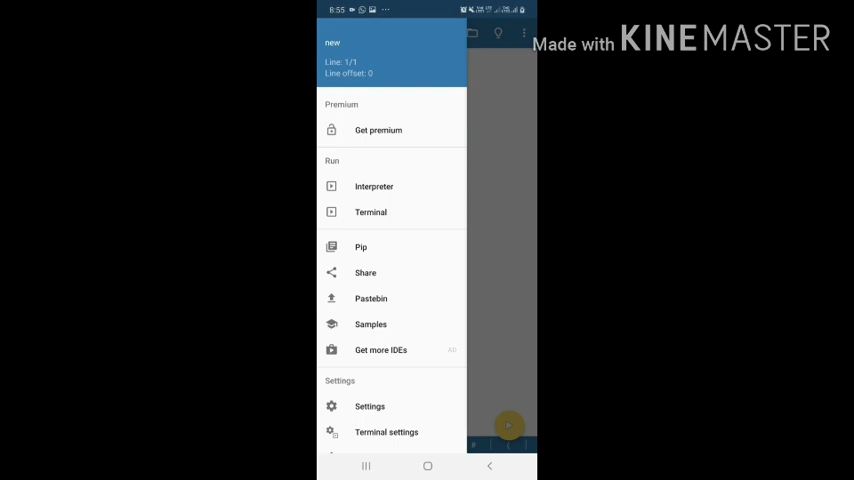 8:55
Made with KINEMASTER
new
Line: 1/1
Line offset: 0
Premium
Get premium
Run
Interpreter
Terminal
Pip
Share
Pastebin
Samples
Get more IDEs AD
Settings
Settings
Terminal settings